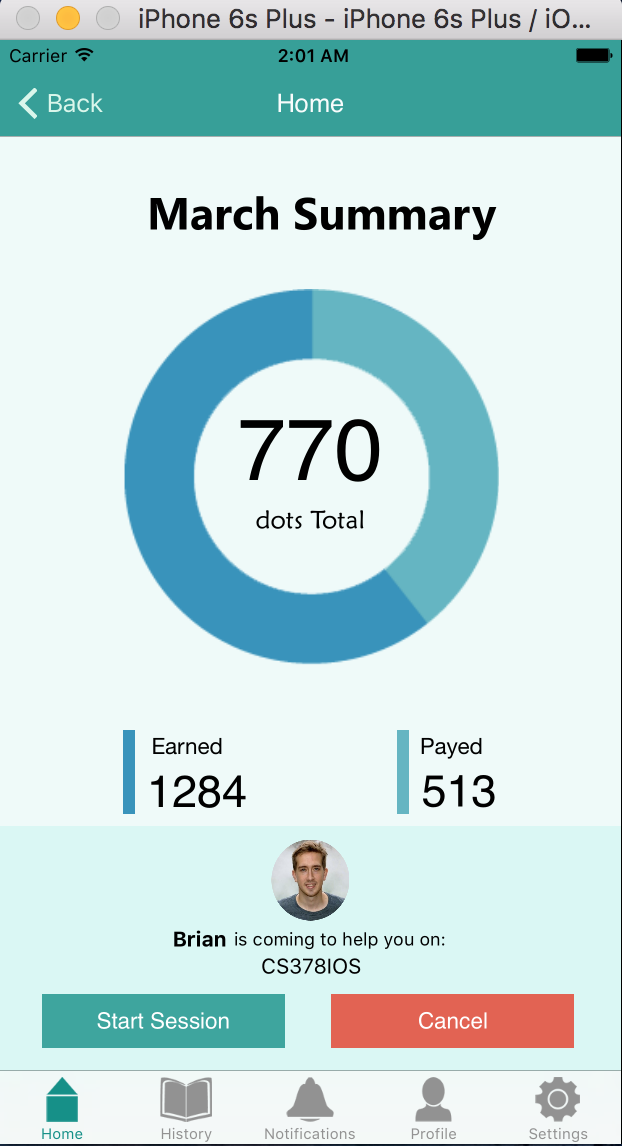 iPhone 6s Plus - iPhone 6s Plus / iO...
Carrier 2:01 AM
Back Home
March Summary
770
dots Total
Earned Payed
1284 513
Brian is coming to help you on:
CS378IOS
Start Session Cancel
Home History Notifications Profile Settings